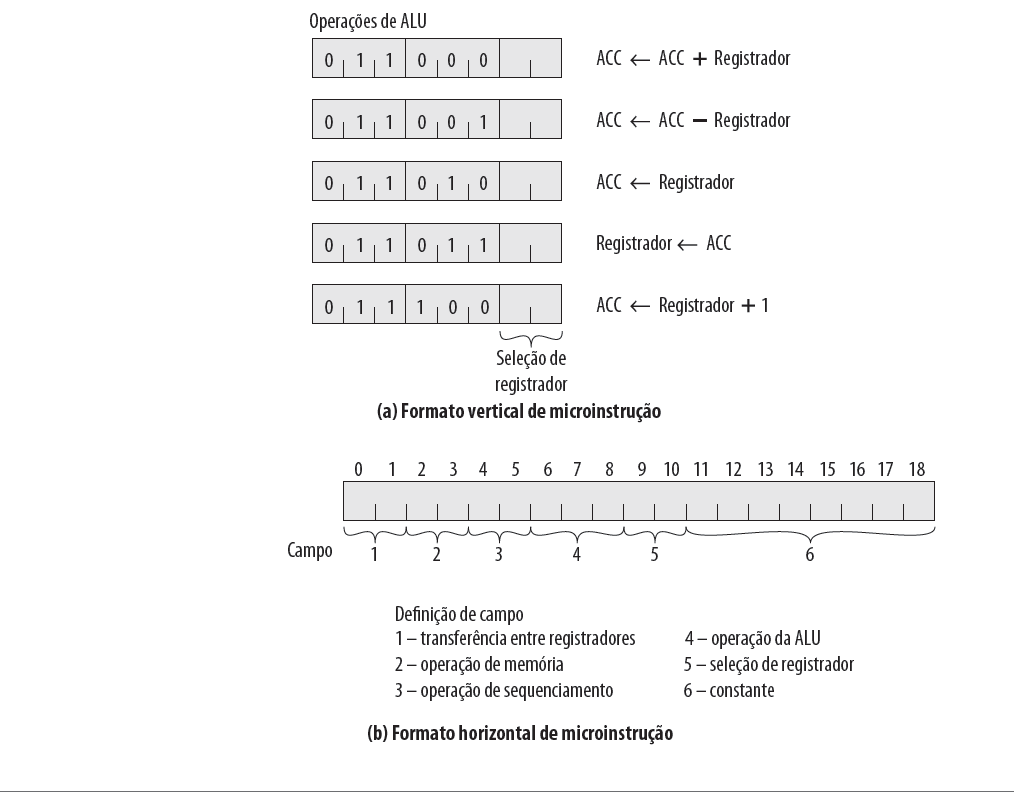 Operações de ALU
0 1 1 0 0 0 ACC ← ACC + Registrador
0 1 1 0 0 1 ACC ← ACC − Registrador
0 1 1 0 1 0 ACC ← Registrador
0 1 1 0 1 1 Registrador ← ACC
0 1 1 1 0 0 ACC ← Registrador + 1
Seleção de
registrador
(a) Formato vertical de microinstrução
0 1 2 3 4 5 6 7 8 9 10 11 12 13 14 15 16 17 18
Campo 1 2 3 4 5 6
Definição de campo
1 – transferência entre registradores 4 – operação da ALU
2 – operação de memória 5 – seleção de registrador
3 – operação de sequenciamento 6 – constante
(b) Formato horizontal de microinstrução